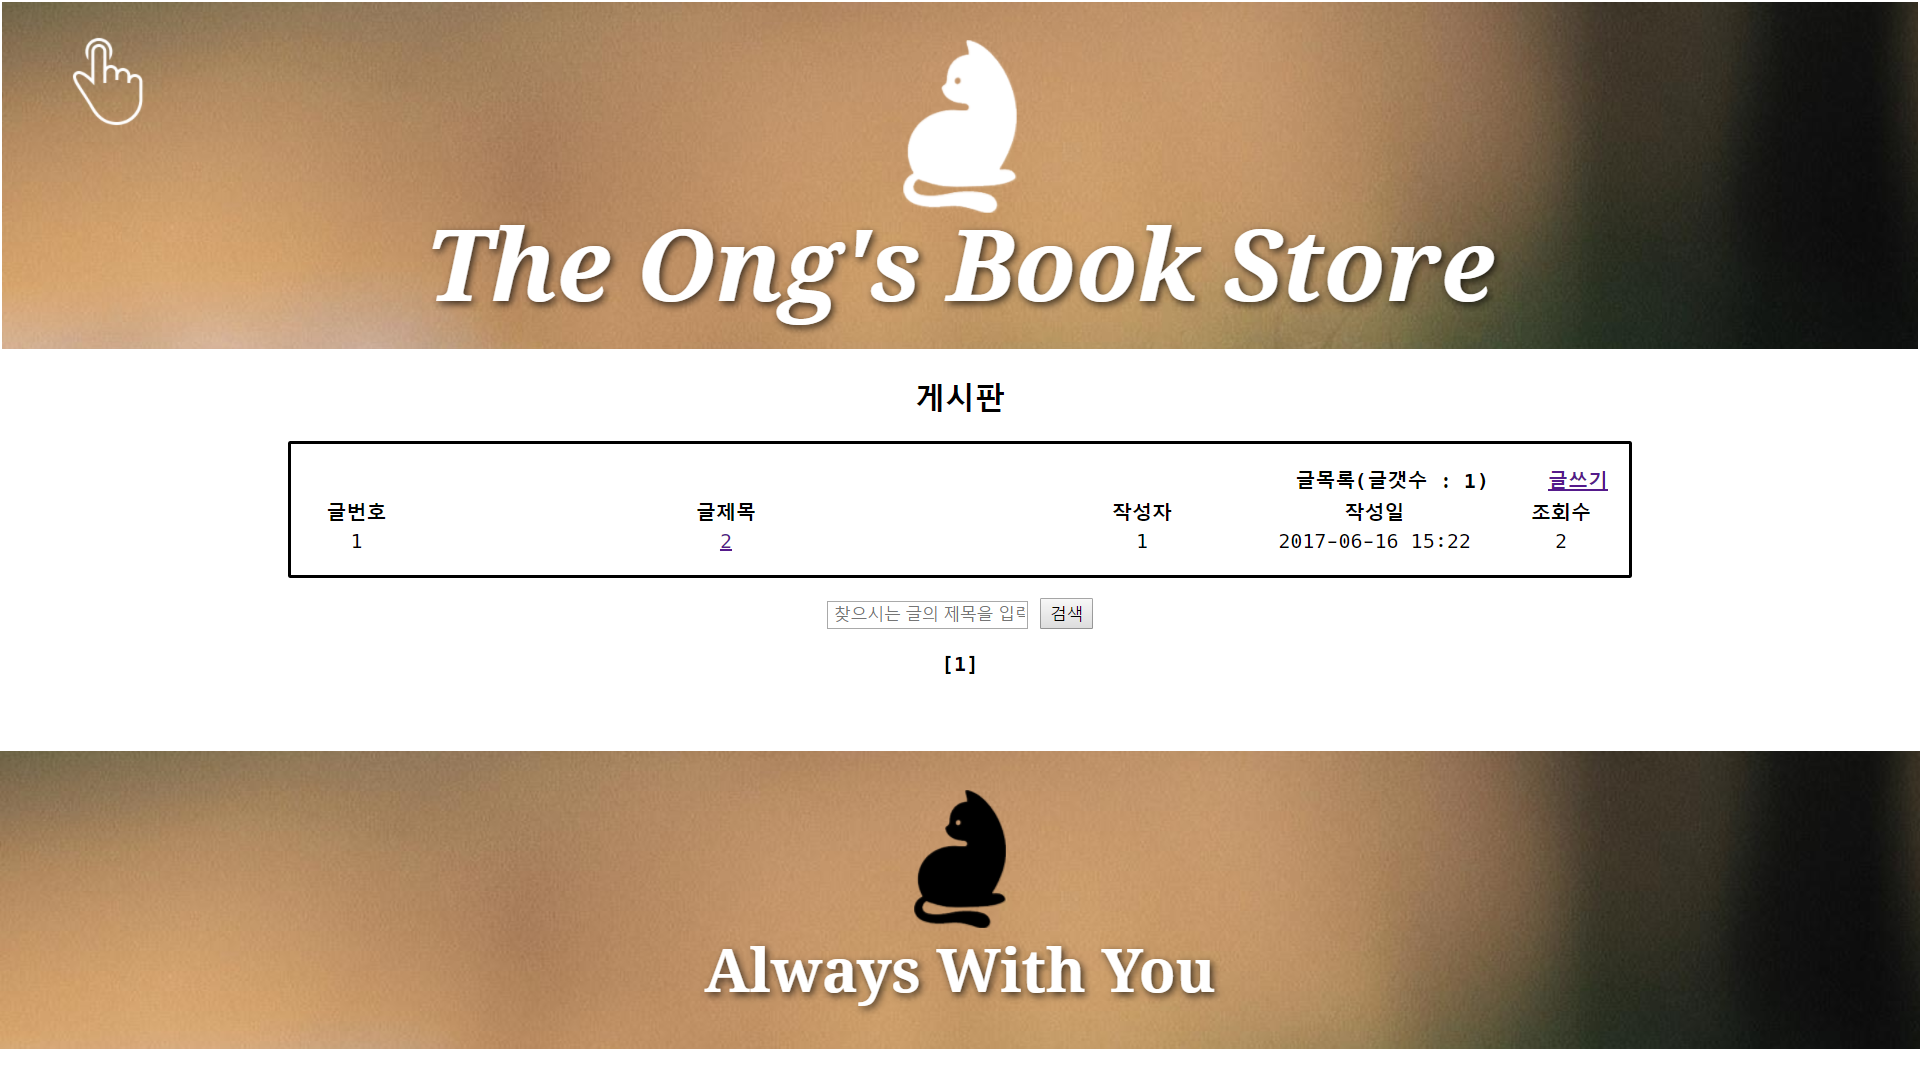 The Ong's Book Store
게시판
글목록(글갯수 : 1) 글쓰기
글번호 글제목 작성자 작성일 조회수
1 2 1 2017-06-16 15:22 2
찾으시는 글의 제목을 입력 검색
[1]
Always With You